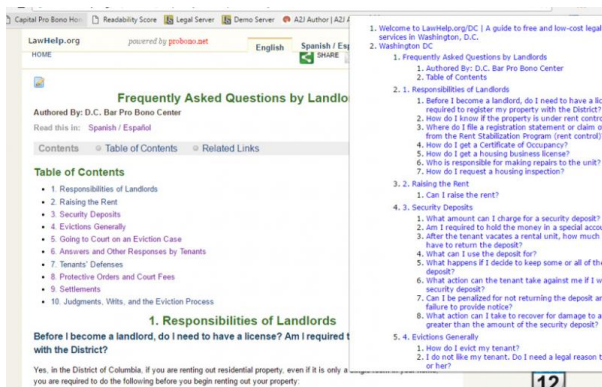 Capital Pro Bono Hon
Readability Score
Legal Server
Demo Server
A2J Author | A2J A
LawHelp.org
powered by probono.net
English
Spanish / Esp
HOME
SHARE
Frequently Asked Questions by Landlo
Authored By: D.C. Bar Pro Bono Center
Read this in: Spanish / Español
Contents
Table of Contents
Related Links
Table of Contents
1. Responsibilities of Landlords
2. Raising the Rent
3. Security Deposits
4. Evictions Generally
5. Going to Court on an Eviction Case
6. Answers and Other Responses by Tenants
7. Tenants' Defenses
8. Protective Orders and Court Fees
9. Settlements
10. Judgments, Writs, and the Eviction Process
1. Responsibilities of Landlords
Before I become a landlord, do I need to have a license? Am I required t
with the District?
Yes, in the District of Columbia, if you are renting out residential property, even if it is only a
you are required to do the following before you begin renting out your property:
1. Welcome to LawHelp.org/DC | A guide to free and low-cost legal
services in Washington, D.C.
2. Washington DC
1. Frequently Asked Questions by Landlords
1. Authored By: D.C. Bar Pro Bono Center
2. Table of Contents
2. 1. Responsibilities of Landlords
1. Before I become a landlord, do I need to have a lic
required to register my property with the District?
2. How do I know if the property is under rent contro
3. Where do I file a registration statement or claim o
from the Rent Stabilization Program (rent control)
4. How do I get a Certificate of Occupancy?
5. How do I get a housing business license?
6. Who is responsible for making repairs to the unit?
7. How do I request a housing inspection?
3. 2. Raising the Rent
1. Can I raise the rent?
4. 3. Security Deposits
1. What amount can I charge for a security deposit?
2. Am I required to hold the money in a special accou
3. After the tenant vacates a rental unit, how much
have to return the deposit?
4. What can I use the deposit for?
5. What happens if I decide to keep some or all of the
deposit?
6. What action can the tenant take against me if I w
security deposit?
7. Can I be penalized for not returning the deposit an
failure to provide notice?
8. What action can I take to recover for damage to a
greater than the amount of the security deposit?
5. 4. Evictions Generally
1. How do I evict my tenant?
2. I do not like my tenant. Do I need a legal reason t
or her?
12